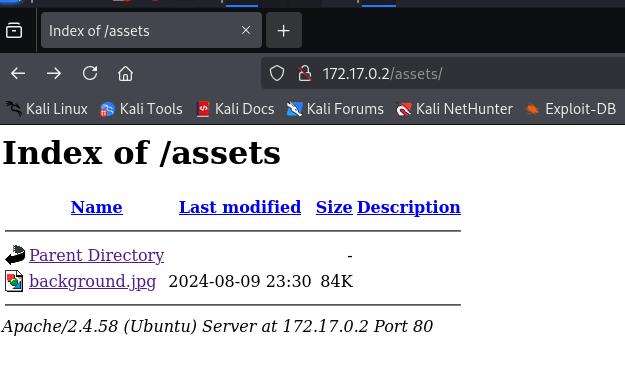 Index of /assets
172.17.0.2/assets/
Kali Linux Kali Tools Kali Docs Kali Forums Kali NetHunter Exploit-DB
Index of /assets
Name Last modified Size Description
Parent Directory -
background.jpg 2024-08-09 23:30 84K
Apache/2.4.58 (Ubuntu) Server at 172.17.0.2 Port 80